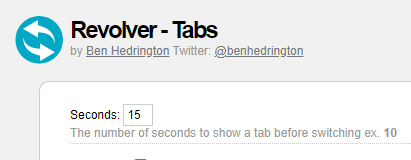 Revolver - Tabs
by Ben Hedrington Twitter: @benhedrington
Seconds: 15
The number of seconds to show a tab before switching ex. 10